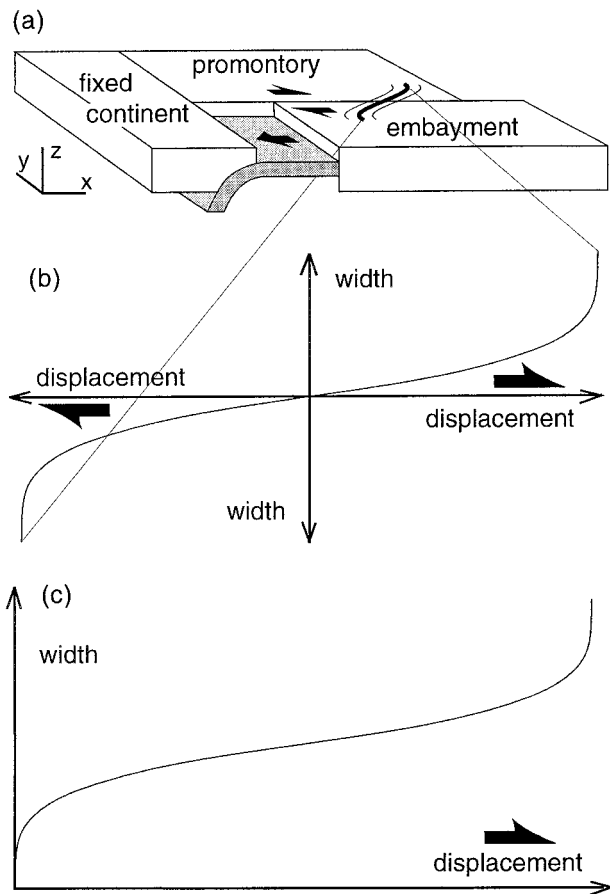 (a)
promontory
fixed
continent
embayment
z
y
x
(b)
width
displacement
displacement
width
(c)
width
displacement